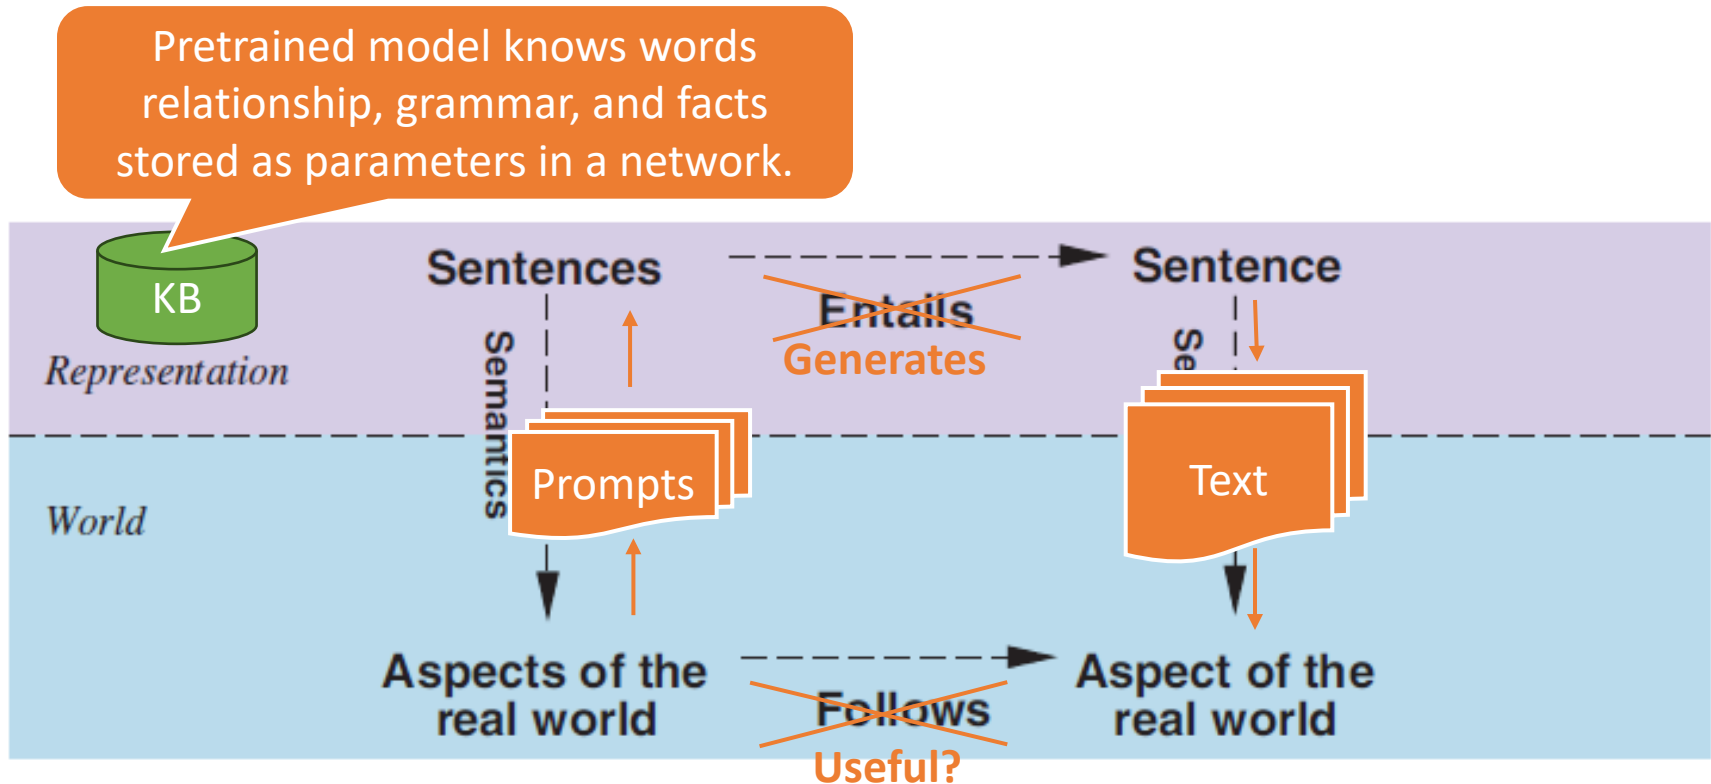 Pretrained model knows words
relationship, grammar, and facts
stored as parameters in a network.
KB
Sentences
Sentence
Entails
Generates
Representation
Semantics
Se
Prompts
Text
World
Aspects of the
real world
Follows
Useful?
Aspect of the
real world